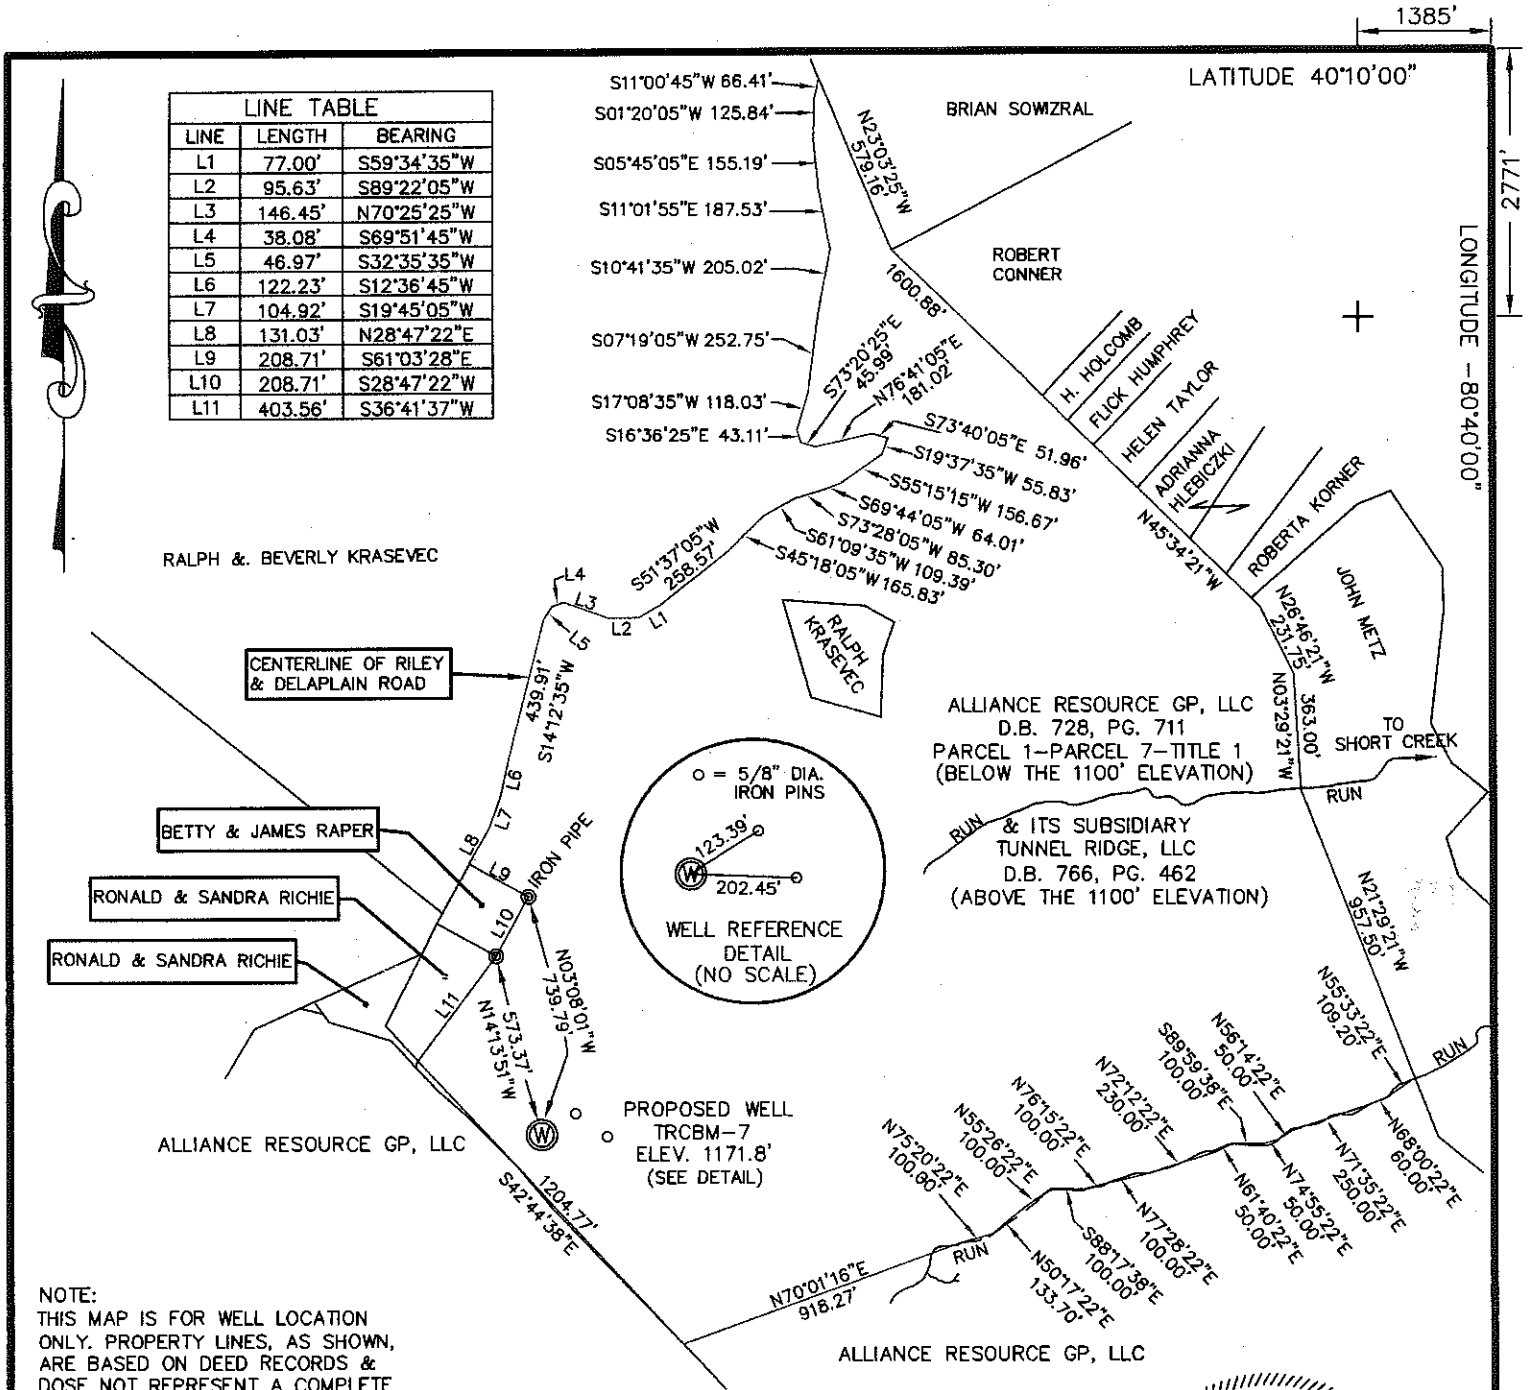 1385'
LATITUDE 40°10'00"
2771'
LONGITUDE -80°40'00"
LINE TABLE
LINE LENGTH BEARING
L1 77.00' S59°34'35"W
L2 95.63' S89°22'05"W
L3 146.45' N70°25'25"W
L4 38.08' S69°51'45"W
L5 46.97' S32°35'35"W
L6 122.23' S12°36'45"W
L7 104.92' S19°45'05"W
L8 131.03' N28°47'22"E
L9 208.71' S61°03'28"E
L10 208.71' S28°47'22"W
L11 403.56' S36°41'37"W
S11°00'45"W 66.41'
S01°20'05"W 125.84'
S05°45'05"E 155.19'
S11°01'55"E 187.53'
S10°41'35"W 205.02'
S07°19'05"W 252.75'
S17°08'35"W 118.03'
S16°36'25"E 43.11'
N23°03'25"W
579.16'
BRIAN SOWIZRAL
ROBERT
CONNER
1600.88'
S73°20'25"E
45.99'
N76°41'05"E
181.02'
S73°40'05"E 51.96'
S19°37'35"W 55.83'
S55°15'15"W 156.67'
S69°44'05"W 64.01'
S73°28'05"W 85.30'
S61°09'35"W 109.39'
S45°18'05"W 165.83'
S51°37'05"W
258.57'
H. HOLCOMB
FLICK HUMPHREY
HELEN TAYLOR
ADRIANNA
HLEBICZKI
ROBERTA KORNER
N45°34'21"W
JOHN METZ
N26°46'21"W
231.75'
N03°29'21"W
363.00'
TO
SHORT CREEK
RUN
RALPH &. BEVERLY KRASEVEC
L4
L3
L2
L1
L5
RALPH
KRASEVEC
CENTERLINE OF RILEY
& DELAPLAIN ROAD
439.91'
S14°12'35"W
L6
L7
L8
L9
L10
L11
IRON PIPE
BETTY & JAMES RAPER
RONALD & SANDRA RICHIE
RONALD & SANDRA RICHIE
ALLIANCE RESOURCE GP, LLC
D.B. 728, PG. 711
PARCEL 1-PARCEL 7-TITLE 1
(BELOW THE 1100' ELEVATION)
RUN
& ITS SUBSIDIARY
TUNNEL RIDGE, LLC
D.B. 766, PG. 462
(ABOVE THE 1100' ELEVATION)
= 5/8" DIA.
IRON PINS
123.39'
W
202.45'
WELL REFERENCE
DETAIL
(NO SCALE)
N03°08'01"W
739.79'
573.37'
N14°13'51"W
W
PROPOSED WELL
TRCBM-7
ELEV. 1171.8'
(SEE DETAIL)
ALLIANCE RESOURCE GP, LLC
1204.77'
S42°44'38"E
N21°29'21"W
957.50'
N55°33'22"E
109.20'
RUN
N56°14'22"E
50.00'
S89°59'38"E
100.00'
N72°12'22"E
230.00'
N76°15'22"E
100.00'
N55°26'22"E
100.00'
N75°20'22"E
100.00'
N68°00'22"E
60.00'
N71°35'22"E
250.00'
N74°55'22"E
50.00'
N61°40'22"E
50.00'
N77°28'22"E
100.00'
S88°17'38"E
100.00'
N50°17'22"E
133.70'
RUN
N70°01'16"E
918.27'
ALLIANCE RESOURCE GP, LLC
NOTE:
THIS MAP IS FOR WELL LOCATION
ONLY. PROPERTY LINES, AS SHOWN,
ARE BASED ON DEED RECORDS &
DOSE NOT REPRESENT A COMPLETE